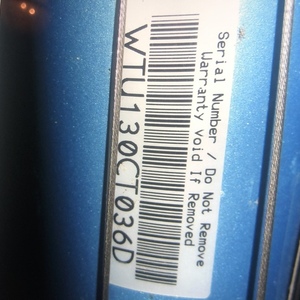 Serial Number / Do Not Remove
Warranty Void If Removed
WTU130CT036D